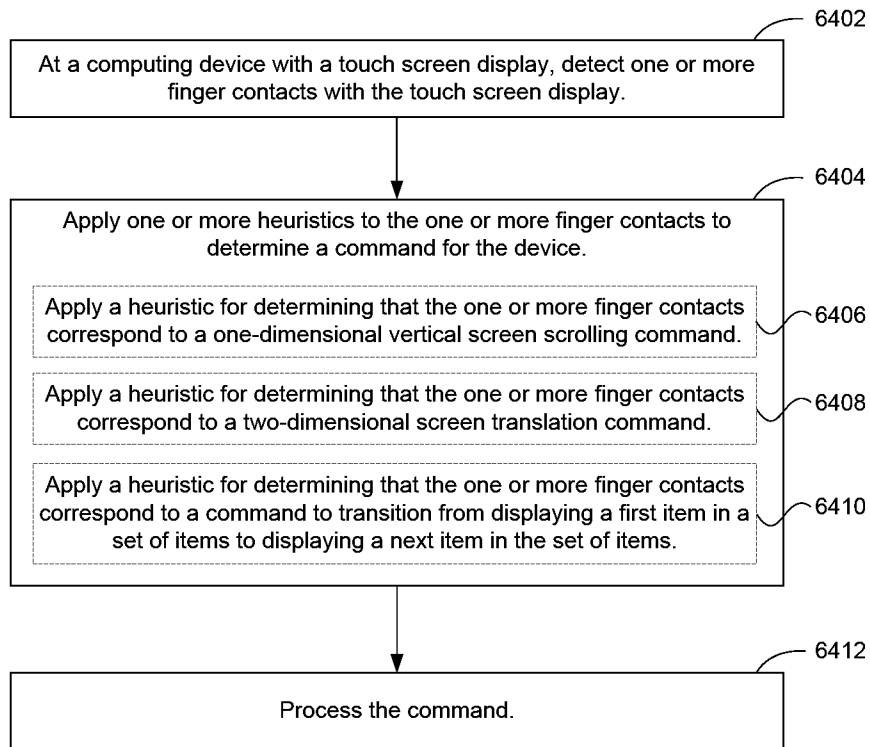 6402
At a computing device with a touch screen display, detect one or more
finger contacts with the touch screen display.
6404
Apply one or more heuristics to the one or more finger contacts to
determine a command for the device.
Apply a heuristic for determining that the one or more finger contacts
correspond to a one-dimensional vertical screen scrolling command.
6406
Apply a heuristic for determining that the one or more finger contacts
correspond to a two-dimensional screen translation command.
6408
Apply a heuristic for determining that the one or more finger contacts
correspond to a command to transition from displaying a first item in a
set of items to displaying a next item in the set of items.
6410
6412
Process the command.